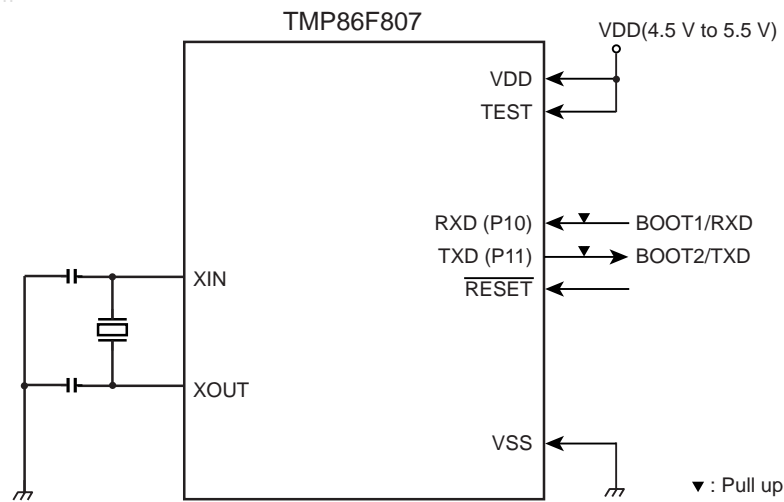 TMP86F807
VDD(4.5 V to 5.5 V)
VDD
TEST
RXD (P10)
BOOT1/RXD
TXD (P11)
BOOT2/TXD
RESET
XIN
XOUT
VSS
▼ : Pull up